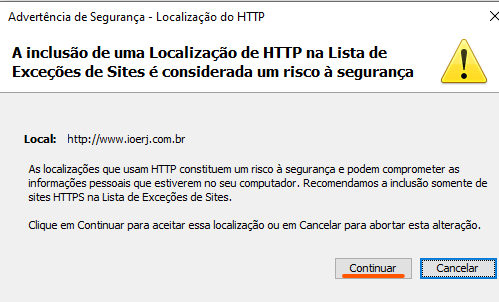 Advertência de Segurança - Localização do HTTP
A inclusão de uma Localização de HTTP na Lista de
Exceções de Sites é considerada um risco à segurança
Local: http://www.ioerj.com.br
As localizações que usam HTTP constituem um risco à segurança e podem comprometer as
informações pessoais que estiverem no seu computador. Recomendamos a inclusão somente de
sites HTTPS na Lista de Exceções de Sites.
Clique em Continuar para aceitar essa localização ou em Cancelar para abortar esta alteração.
Continuar Cancelar